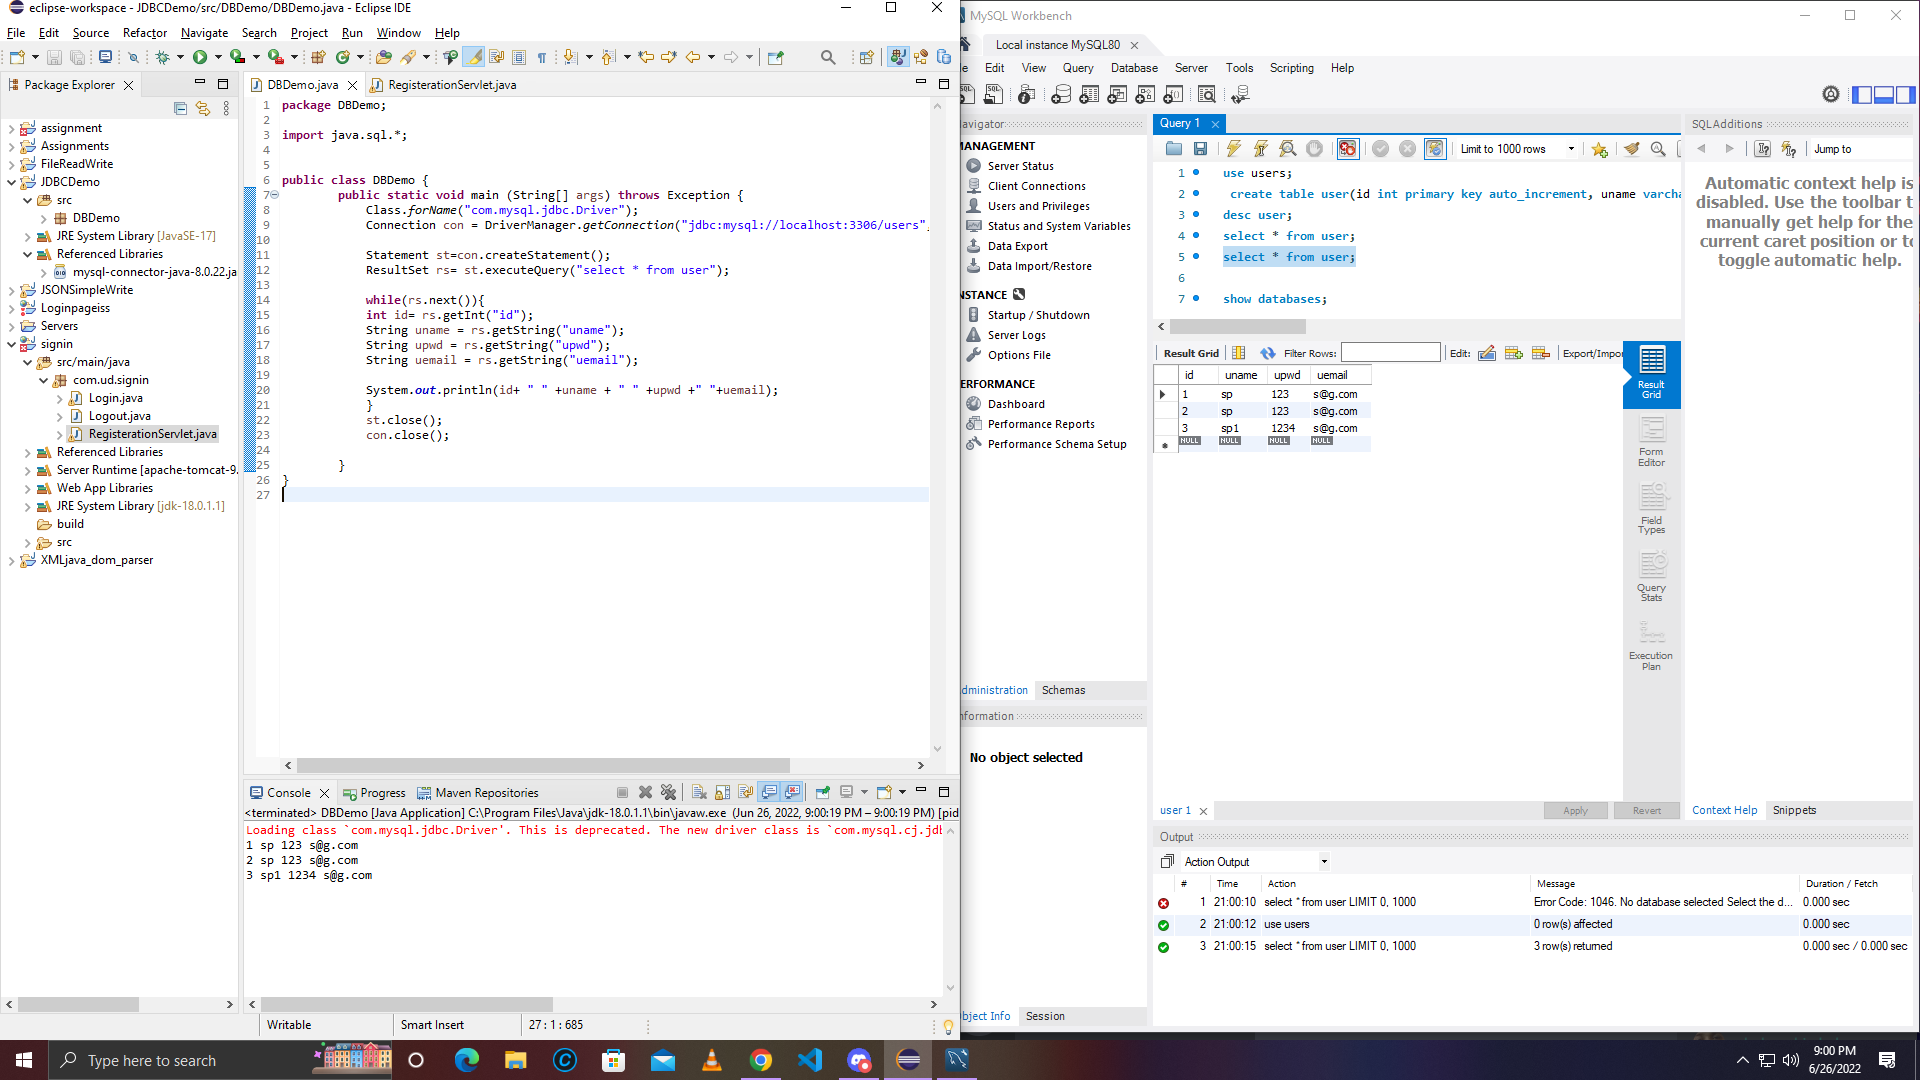 eclipse-workspace - JDBCDemo/src/DBDemo/DBDemo.java - Eclipse IDE
File Edit Source Refactor Navigate Search Project Run Window Help
Package Explorer
assignment
Assignments
FileReadWrite
JDBCDemo
src
DBDemo
JRE System Library [JavaSE-17]
Referenced Libraries
mysql-connector-java-8.0.22.ja
JSONSimpleWrite
Loginpageiss
Servers
signin
src/main/java
com.ud.signin
Login.java
Logout.java
RegisterationServlet.java
Referenced Libraries
Server Runtime [apache-tomcat-9.
Web App Libraries
JRE System Library [jdk-18.0.1.1]
build
src
XMLjava_dom_parser
DBDemo.java RegisterationServlet.java
1 package DBDemo;
2
3 import java.sql.*;
4
5
6 public class DBDemo {
7 public static void main (String[] args) throws Exception {
8 Class.forName("com.mysql.jdbc.Driver");
9 Connection con = DriverManager.getConnection("jdbc:mysql://localhost:3306/users",
10
11 Statement st=con.createStatement();
12 ResultSet rs= st.executeQuery("select * from user");
13
14 while(rs.next()){
15 int id= rs.getInt("id");
16 String uname = rs.getString("uname");
17 String upwd = rs.getString("upwd");
18 String uemail = rs.getString("uemail");
19
20 System.out.println(id+ " " +uname + " " +upwd +" "+uemail);
21 }
22 st.close();
23 con.close();
24
25 }
26 }
27
Console Progress Maven Repositories
<terminated> DBDemo [Java Application] C:\Program Files\Java\jdk-18.0.1.1\bin\javaw.exe (Jun 26, 2022, 9:00:19 PM – 9:00:19 PM) [pid
Loading class `com.mysql.jdbc.Driver'. This is deprecated. The new driver class is `com.mysql.cj.jdb
1 sp 123 s@g.com
2 sp 123 s@g.com
3 sp1 1234 s@g.com
Writable Smart Insert 27 : 1 : 685
MySQL Workbench
Local instance MySQL80
Edit View Query Database Server Tools Scripting Help
avigator
MANAGEMENT
Server Status
Client Connections
Users and Privileges
Status and System Variables
Data Export
Data Import/Restore
NSTANCE
Startup / Shutdown
Server Logs
Options File
ERFORMANCE
Dashboard
Performance Reports
Performance Schema Setup
dministration Schemas
nformation
No object selected
bject Info Session
Query 1
Limit to 1000 rows
1 use users;
2 create table user(id int primary key auto_increment, uname varcha
3 desc user;
4 select * from user;
5 select * from user;
6
7 show databases;
Result Grid Filter Rows: Edit: Export/Impor
id uname upwd uemail
1 sp 123 s@g.com
2 sp 123 s@g.com
3 sp1 1234 s@g.com
NULL NULL NULL NULL
Result Grid
Form Editor
Field Types
Query Stats
Execution Plan
user 1 Apply Revert
SQLAdditions
Jump to
Automatic context help is
disabled. Use the toolbar t
manually get help for the
current caret position or to
toggle automatic help.
Context Help Snippets
Output
Action Output
# Time Action Message Duration / Fetch
1 21:00:10 select * from user LIMIT 0, 1000 Error Code: 1046. No database selected Select the d... 0.000 sec
2 21:00:12 use users 0 row(s) affected 0.000 sec
3 21:00:15 select * from user LIMIT 0, 1000 3 row(s) returned 0.000 sec / 0.000 sec
Type here to search
9:00 PM
6/26/2022